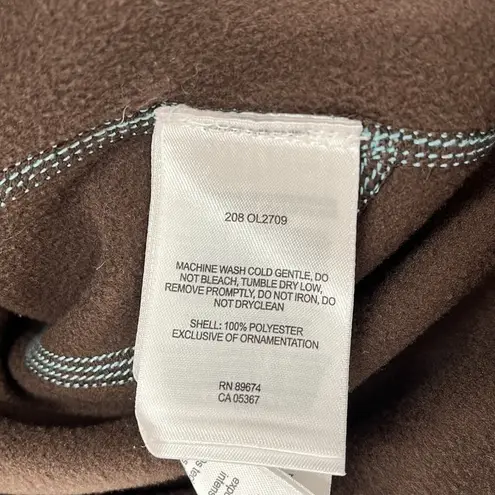 208 OL2709
MACHINE WASH COLD GENTLE, DO
NOT BLEACH, TUMBLE DRY LOW,
REMOVE PROMPTLY, DO NOT IRON, DO
NOT DRYCLEAN
SHELL: 100% POLYESTER
EXCLUSIVE OF ORNAMENTATION
RN 89674
CA 05367